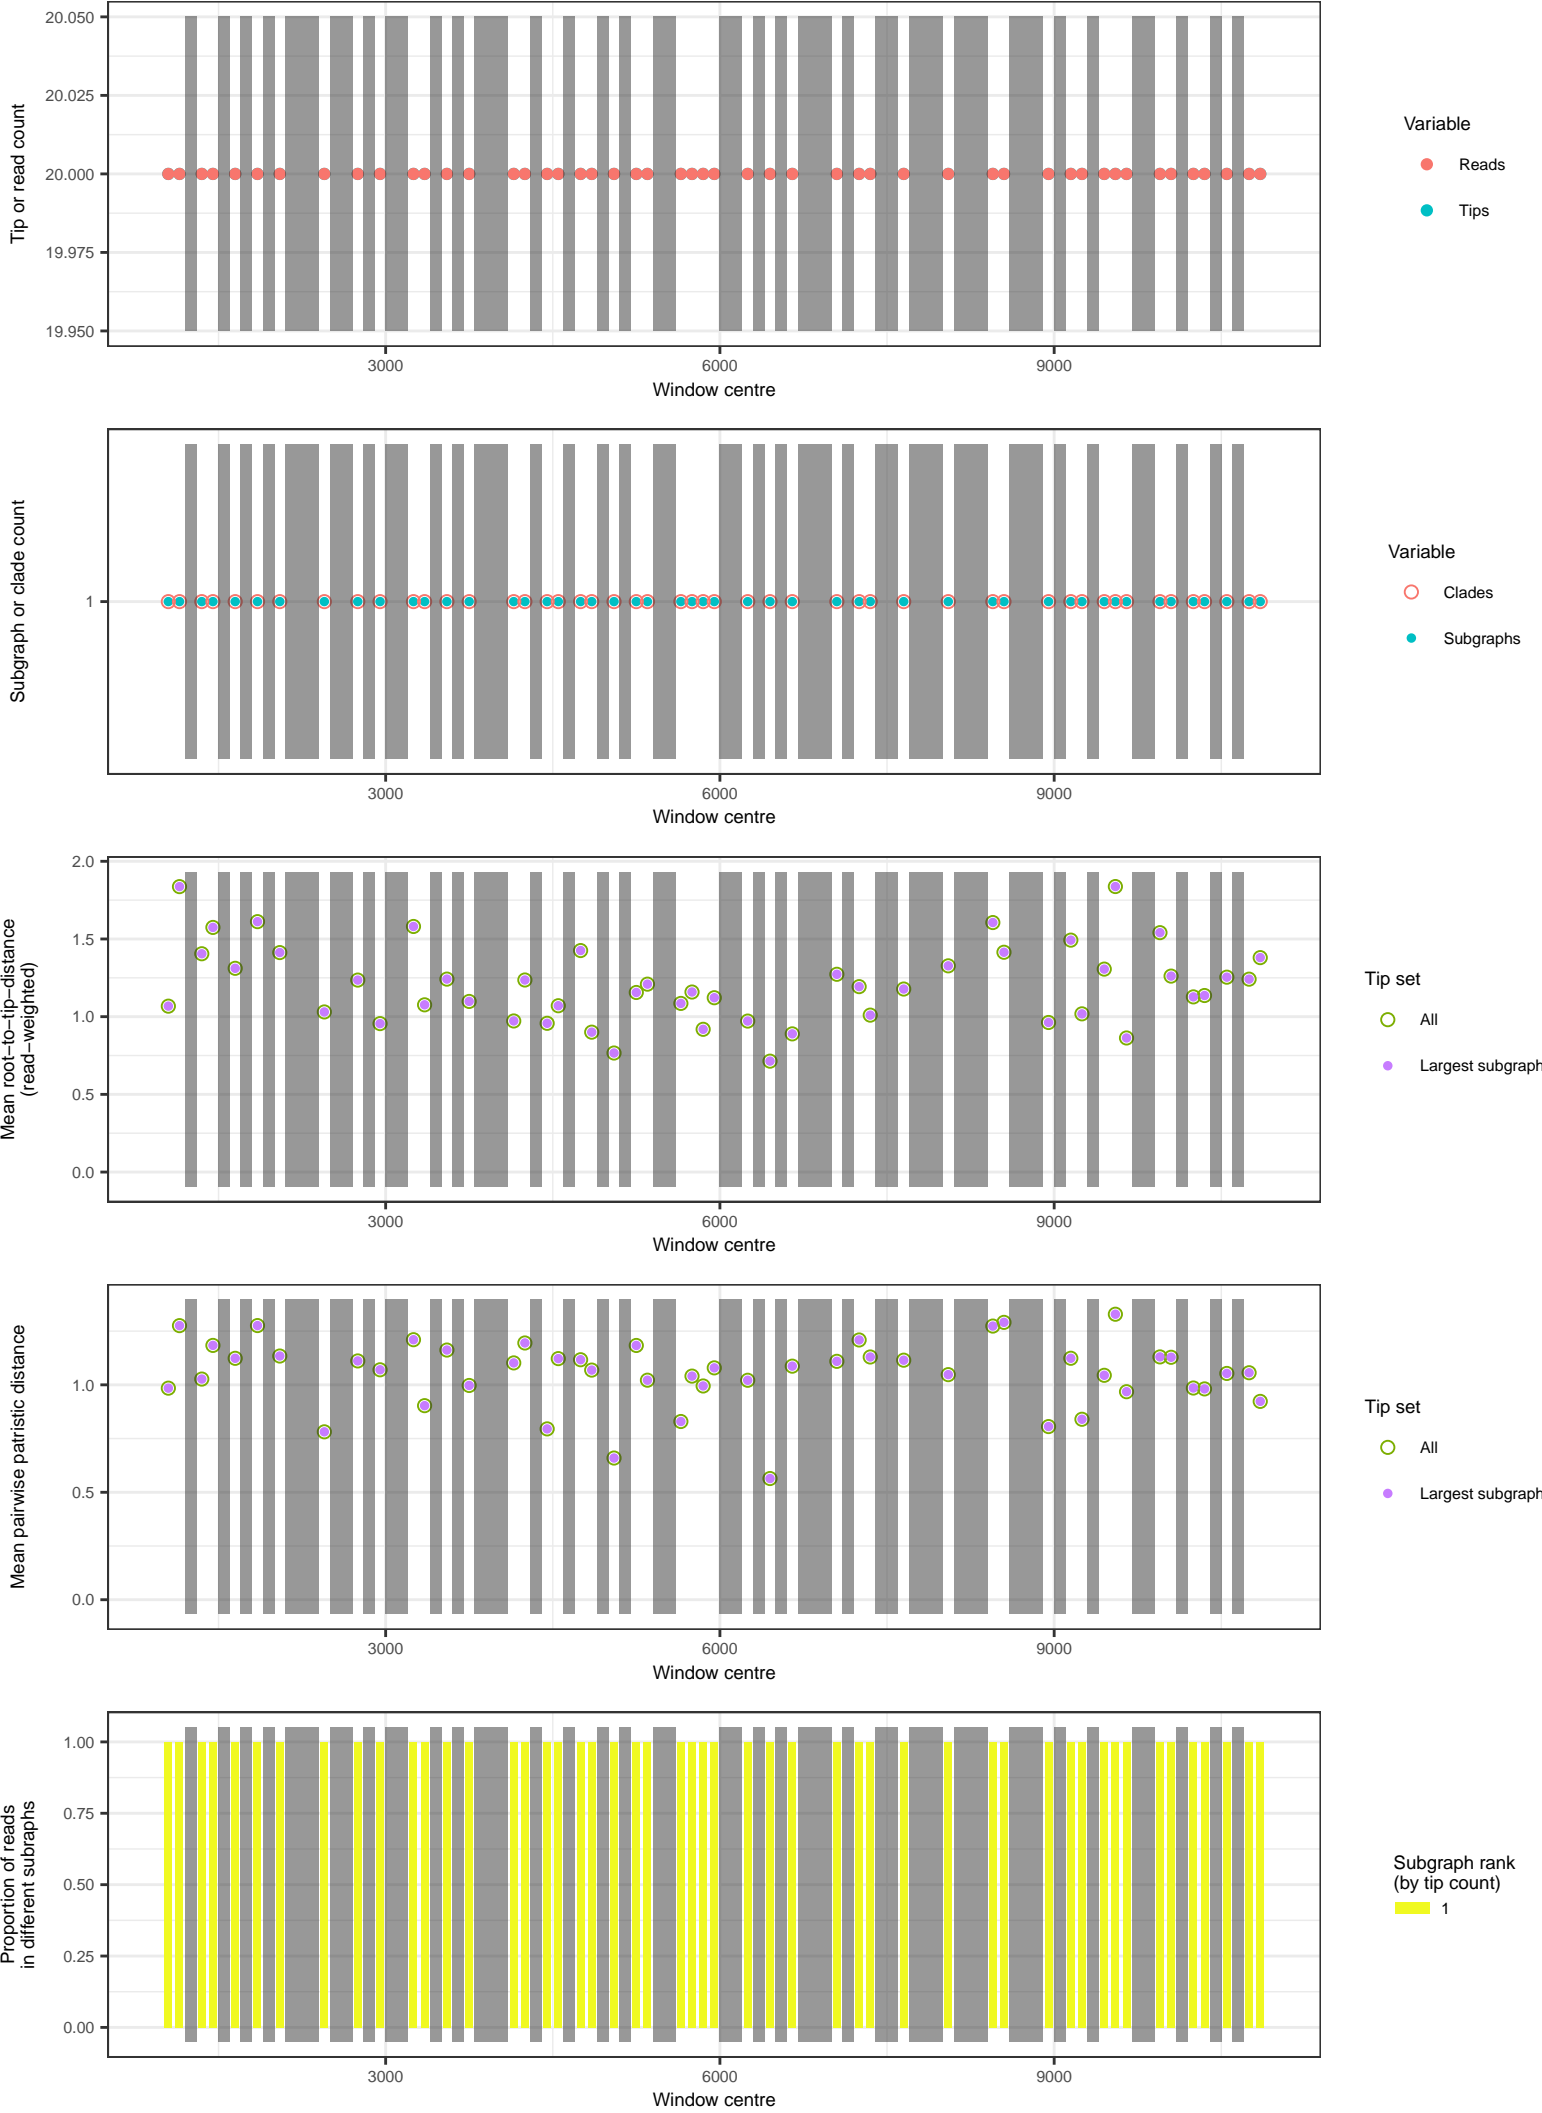 20.050
20.025
20.000
19.975
19.950
Tip or read count
3000
6000
9000
Window centre
Variable
Reads
Tips
1
Subgraph or clade count
3000
6000
9000
Window centre
Variable
Clades
Subgraphs
2.0
1.5
1.0
0.5
0.0
Mean root−to−tip−distance
(read−weighted)
3000
6000
9000
Window centre
Tip set
All
Largest subgraph
1.0
0.5
0.0
Mean pairwise patristic distance
3000
6000
9000
Window centre
Tip set
All
Largest subgraph
1.00
0.75
0.50
0.25
0.00
Proportion of reads
in different subraphs
3000
6000
9000
Window centre
Subgraph rank
(by tip count)
1